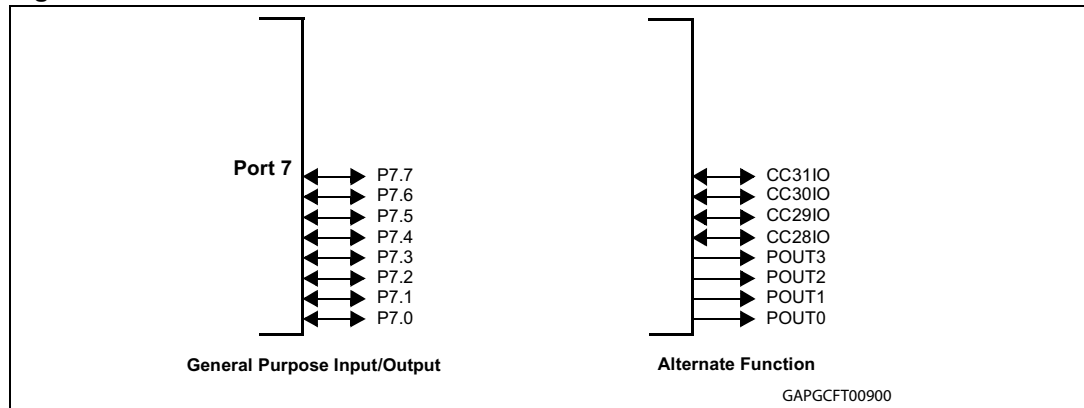 Port 7
P7.7
P7.6
P7.5
P7.4
P7.3
P7.2
P7.1
P7.0
General Purpose Input/Output
CC31IO
CC30IO
CC29IO
CC28IO
POUT3
POUT2
POUT1
POUT0
Alternate Function
GAPGCFT00900